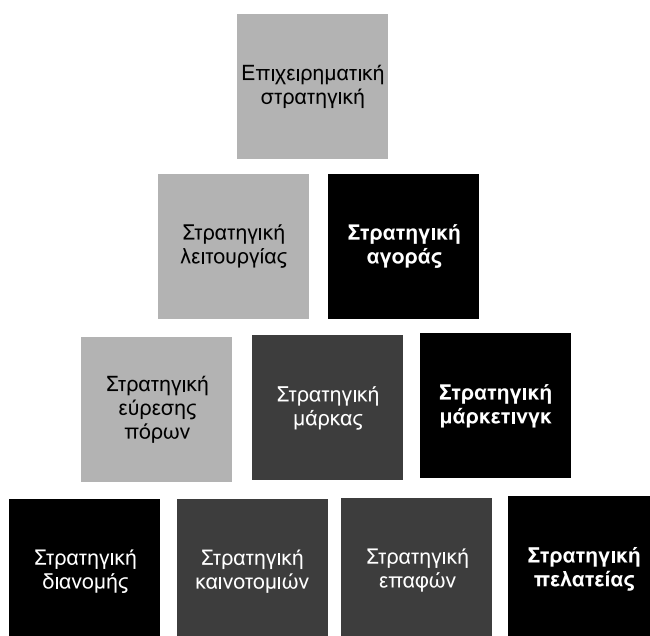 Επιχειρηματική
στρατηγική
Στρατηγική
λειτουργίας
Στρατηγική
αγοράς
Στρατηγική
εύρεσης
πόρων
Στρατηγική
μάρκας
Στρατηγική
μάρκετινγκ
Στρατηγική
διανομής
Στρατηγική
καινοτομιών
Στρατηγική
επαφών
Στρατηγική
πελατείας